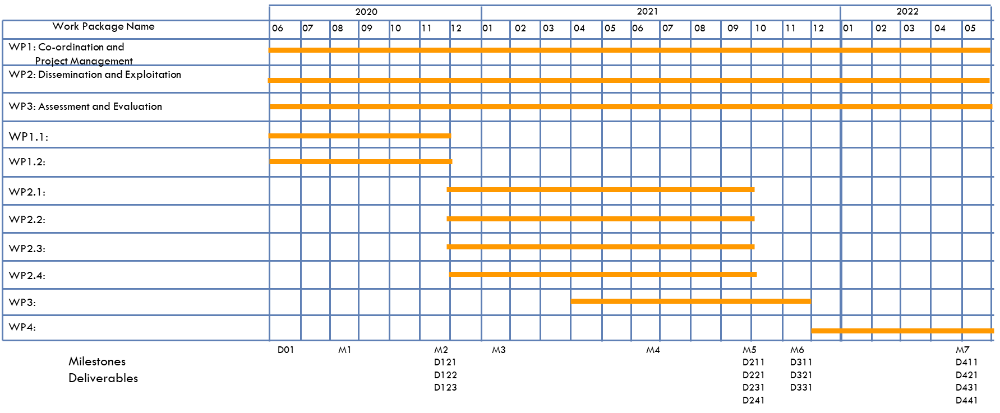 2020 2021 2022
Work Package Name 06 07 08 09 10 11 12 01 02 03 04 05 06 07 08 09 10 11 12 01 02 03 04 05
WP1: Co-ordination and
Project Management
WP2: Dissemination and Exploitation
WP3: Assessment and Evaluation
WP1.1:
WP1.2:
WP2.1:
WP2.2:
WP2.3:
WP2.4:
WP3:
WP4:
D01 M1 M2 M3 M4 M5 M6 M7
Milestones D121 D211 D311 D411
Deliverables D122 D221 D321 D421
D123 D231 D331 D431
D241 D441